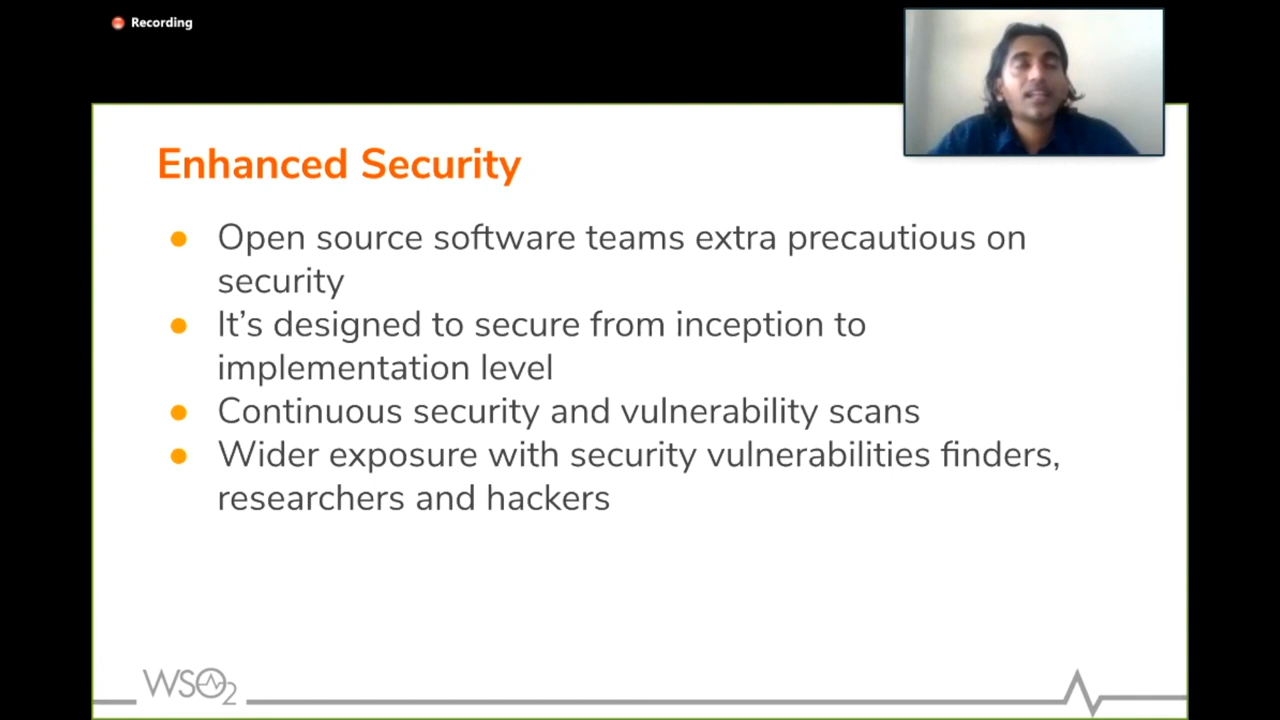 Recording
Enhanced Security
● Open source software teams extra precautious on
security
● It's designed to secure from inception to
implementation level
● Continuous security and vulnerability scans
● Wider exposure with security vulnerabilities finders,
researchers and hackers
WSO2